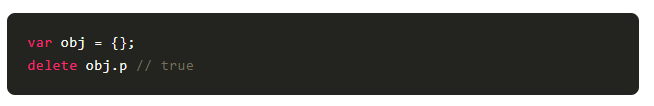 var obj = {};
delete obj.p // true